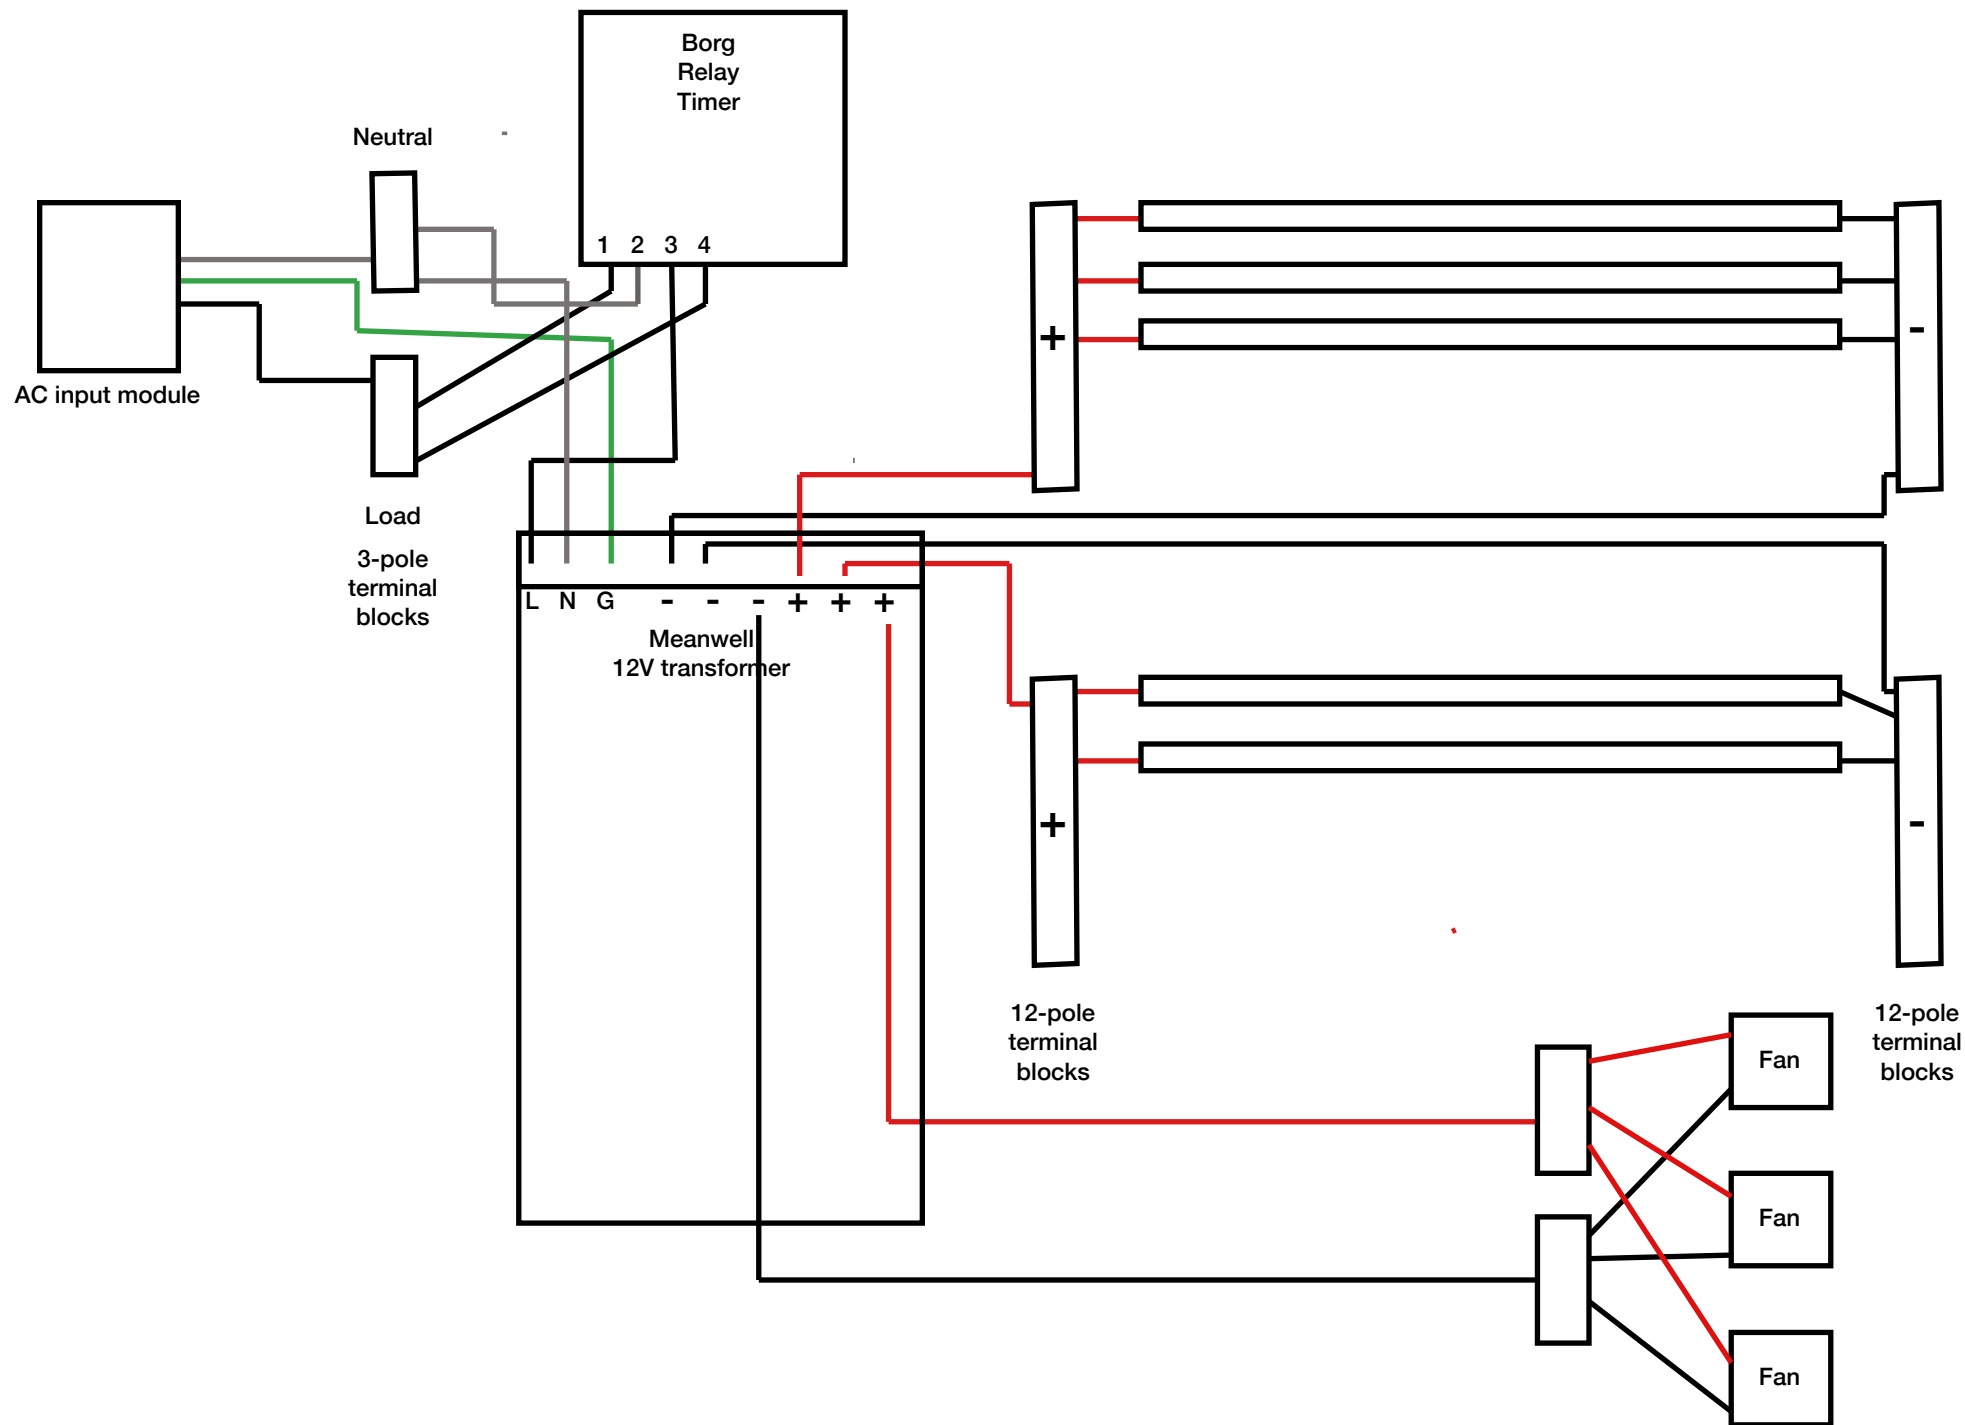 Borg
Relay
Timer
Neutral
1 2 3 4
AC input module
Load
3-pole
terminal
blocks
+
-
L N G - - - + + +
Meanwell
12V transformer
+
-
12-pole
terminal
blocks
12-pole
terminal
blocks
Fan
Fan
Fan